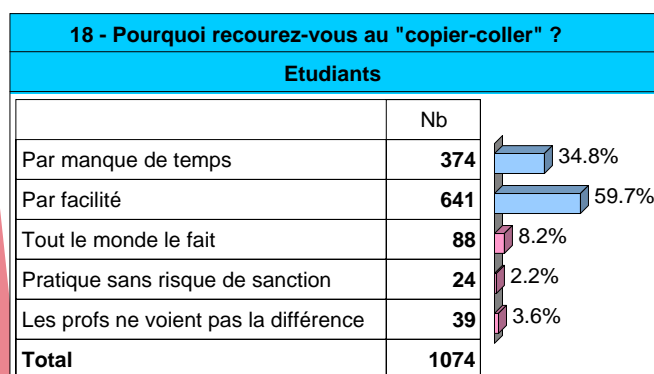 18 - Pourquoi recourez-vous au "copier-coller" ?
Etudiants
Nb
Par manque de temps 374 34.8%
Par facilité 641 59.7%
Tout le monde le fait 88 8.2%
Pratique sans risque de sanction 24 2.2%
Les profs ne voient pas la différence 39 3.6%
Total 1074